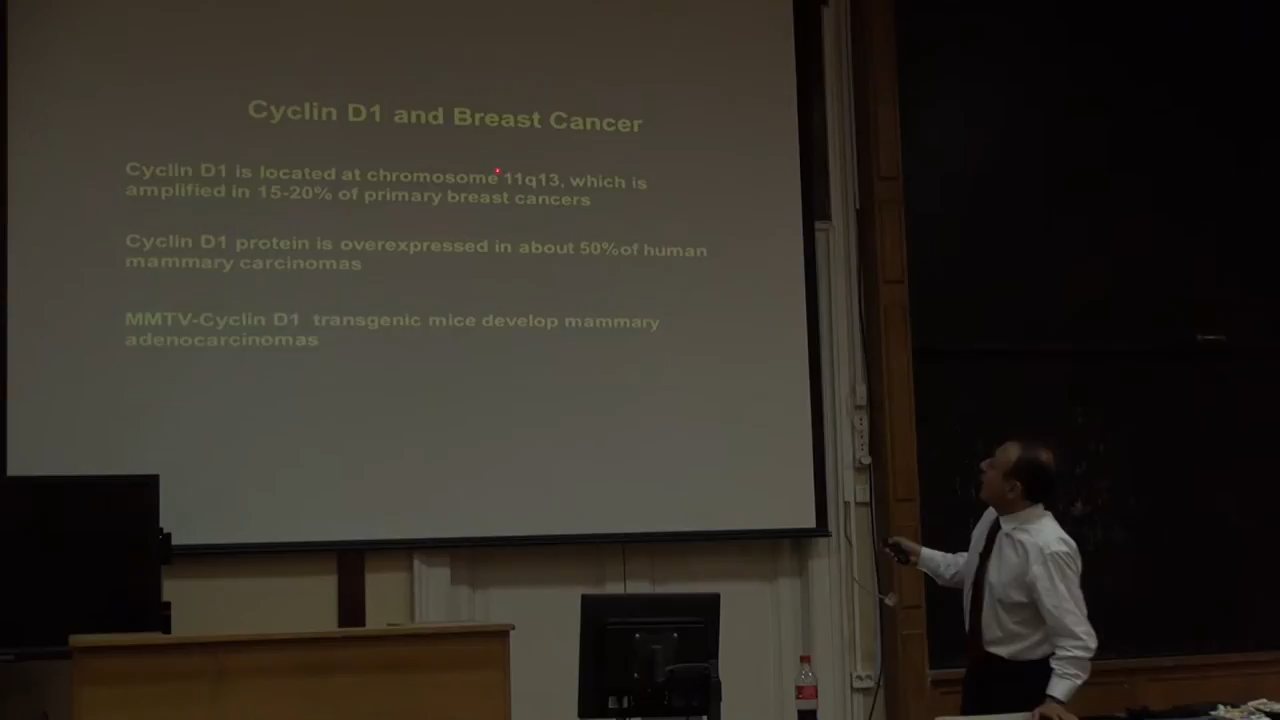 Cyclin D1 and Breast Cancer
Cyclin D1 is located at chromosome 11q13, which is
amplified in 15-20% of primary breast cancers
Cyclin D1 protein is overexpressed in about 50%of human
mammary carcinomas
MMTV-Cyclin D1 transgenic mice develop mammary
adenocarcinomas